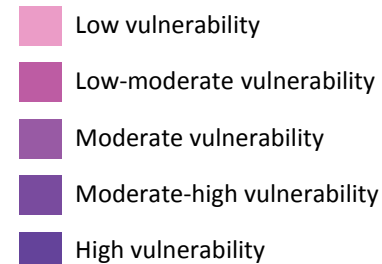 Low vulnerability
Low-moderate vulnerability
Moderate vulnerability
Moderate-high vulnerability
High vulnerability